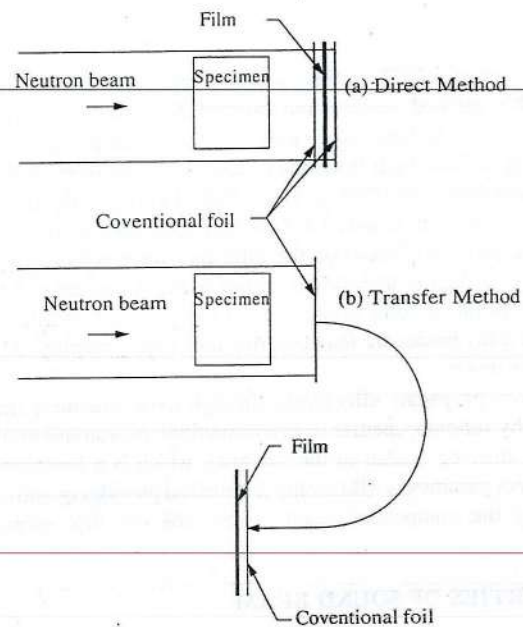 Film
Neutron beam
Specimen
(a) Direct Method
Coventional foil
Neutron beam
Specimen
(b) Transfer Method
Film
Coventional foil